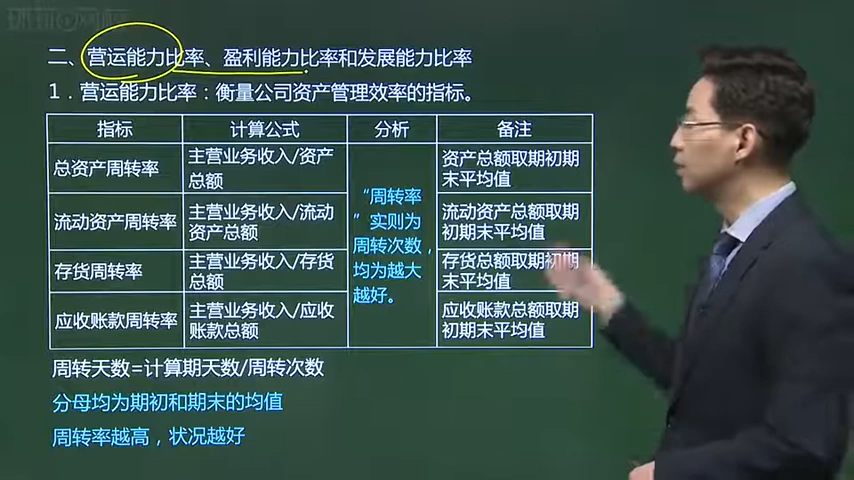 二、营运能力比率、盈利能力比率和发展能力比率
1．营运能力比率：衡量公司资产管理效率的指标。
指标 计算公式 分析 备注
总资产周转率
主营业务收入/资产
总额
资产总额取期初期
末平均值
流动资产周转率
主营业务收入/流动
资产总额
流动资产总额取期
初期末平均值
存货周转率
主营业务收入/存货
总额
存货总额取期初期
末平均值
应收账款周转率
主营业务收入/应收
账款总额
应收账款总额取期
初期末平均值
“周转率
”实则为
周转次数，
均为越大
越好。
周转天数=计算期天数/周转次数
分母均为期初和期末的均值
周转率越高，状况越好